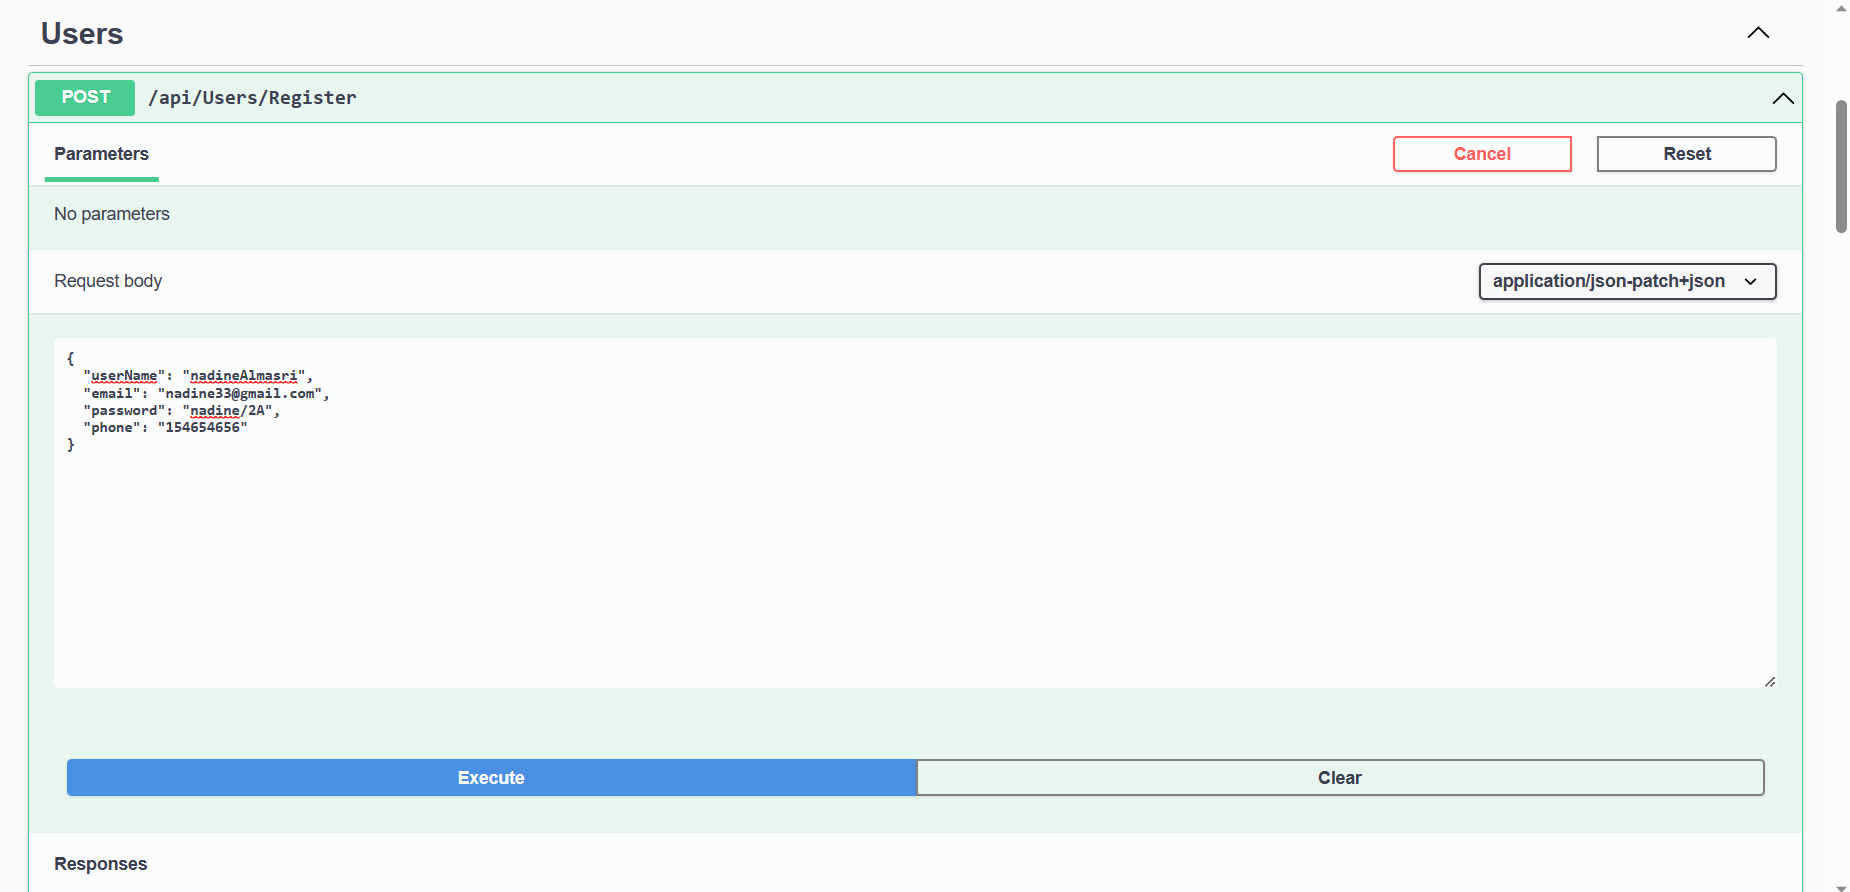 Users
POST /api/Users/Register
Parameters Cancel Reset
No parameters
Request body application/json-patch+json
{
  "userName": "nadineAlmasri",
  "email": "nadine33@gmail.com",
  "password": "nadine/2A",
  "phone": "154654656"
}
Execute Clear
Responses